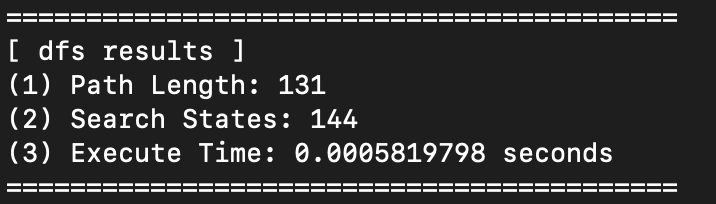 ==========================================
[ dfs results ]
(1) Path Length: 131
(2) Search States: 144
(3) Execute Time: 0.0005819798 seconds
==========================================